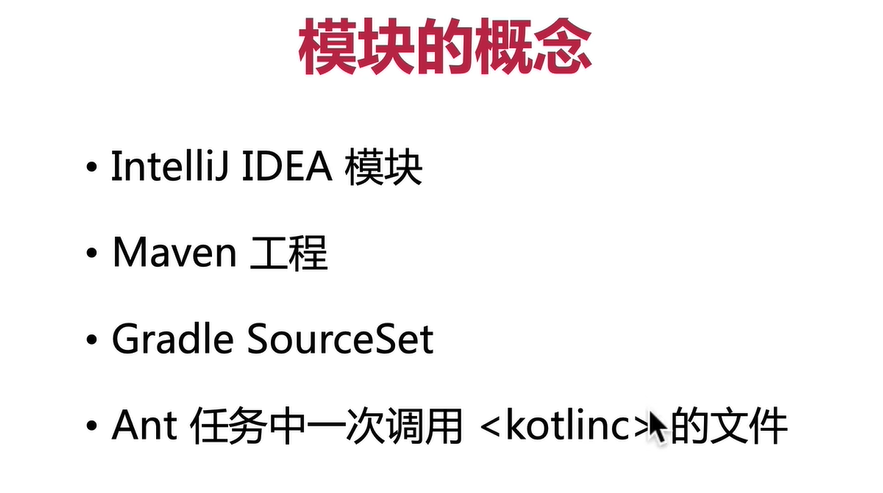 模块的概念
• IntelliJ IDEA 模块
• Maven 工程
• Gradle SourceSet
• Ant 任务中一次调用 <kotlinc> 的文件